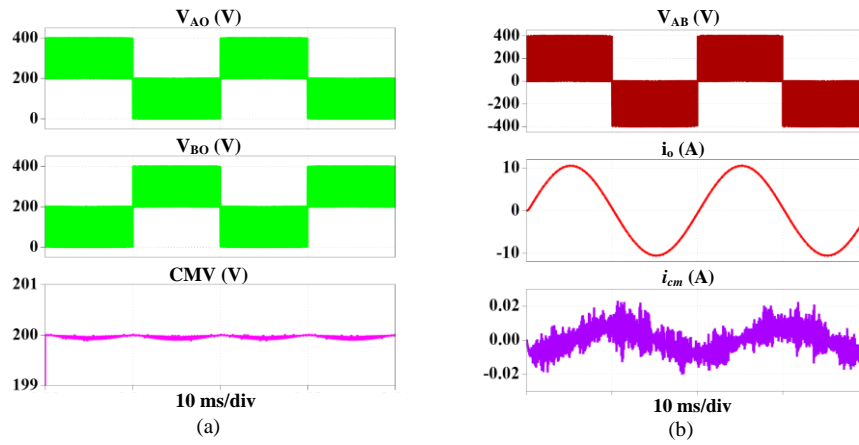 V_AO (V)
400
200
0
V_BO (V)
400
200
0
CMV (V)
201
200
199
10 ms/div
(a)
V_AB (V)
400
200
0
-200
-400
i_o (A)
10
0
-10
i_cm (A)
0.02
0.00
-0.02
10 ms/div
(b)